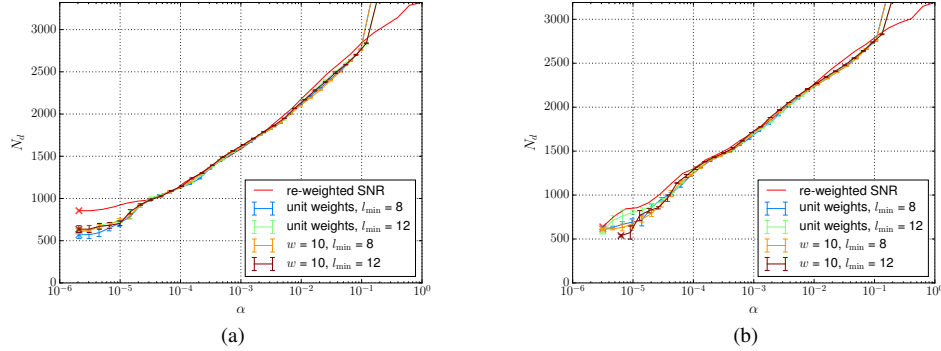 3000
2500
2000
1500
1000
500
0
N_d
re-weighted SNR
unit weights, l_min = 8
unit weights, l_min = 12
w = 10, l_min = 8
w = 10, l_min = 12
10^-6 10^-5 10^-4 10^-3 10^-2 10^-1 10^0
α
(a)
3000
2500
2000
1500
1000
500
0
N_d
re-weighted SNR
unit weights, l_min = 8
unit weights, l_min = 12
w = 10, l_min = 8
w = 10, l_min = 12
10^-6 10^-5 10^-4 10^-3 10^-2 10^-1 10^0
α
(b)